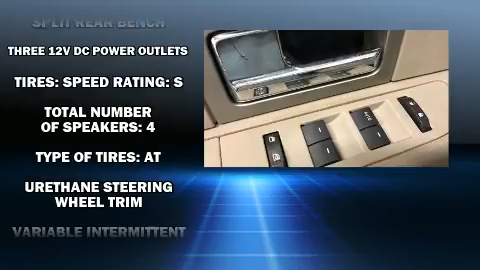 SPLIT REAR BENCH
THREE 12V DC POWER OUTLETS
TIRES: SPEED RATING: S
TOTAL NUMBER
OF SPEAKERS: 4
TYPE OF TIRES: AT
URETHANE STEERING
WHEEL TRIM
VARIABLE INTERMITTENT
AUTO